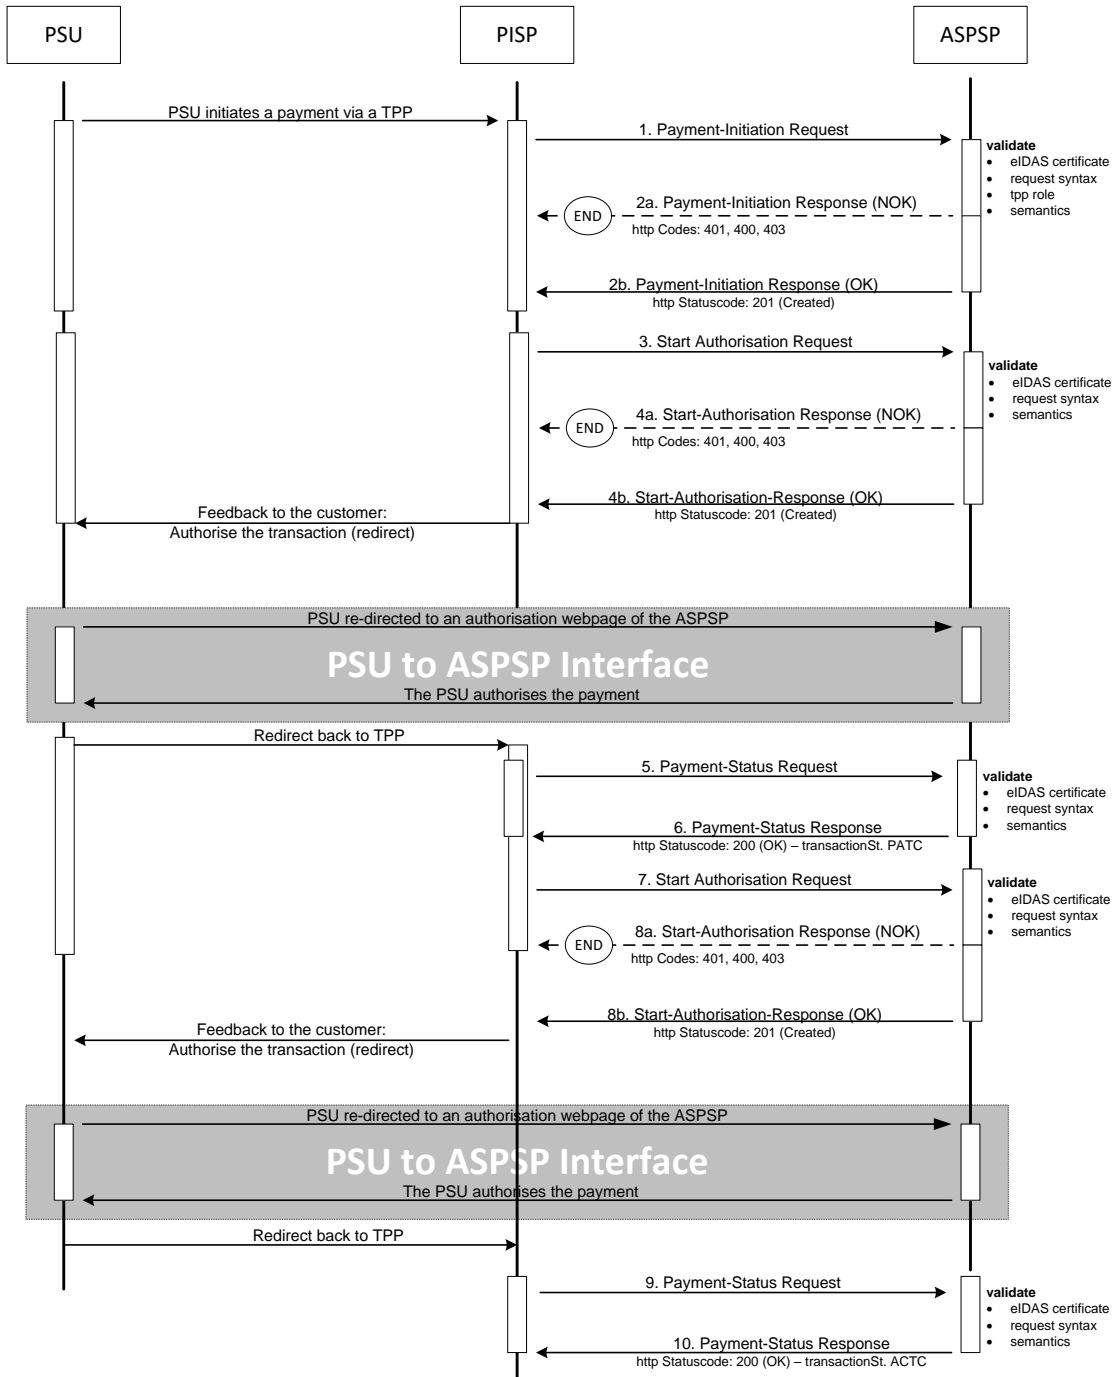 PSU
PISP
ASPSP
PSU initiates a payment via a TPP
1. Payment-Initiation Request
validate
• eIDAS certificate
• request syntax
• tpp role
• semantics
2a. Payment-Initiation Response (NOK)
END
http Codes: 401, 400, 403
2b. Payment-Initiation Response (OK)
http Statuscode: 201 (Created)
3. Start Authorisation Request
validate
• eIDAS certificate
• request syntax
• semantics
4a. Start-Authorisation Response (NOK)
END
http Codes: 401, 400, 403
4b. Start-Authorisation-Response (OK)
http Statuscode: 201 (Created)
Feedback to the customer:
Authorise the transaction (redirect)
PSU re-directed to an authorisation webpage of the ASPSP
PSU to ASPSP Interface
The PSU authorises the payment
Redirect back to TPP
5. Payment-Status Request
validate
• eIDAS certificate
• request syntax
• semantics
6. Payment-Status Response
http Statuscode: 200 (OK) – transactionSt. PATC
7. Start Authorisation Request
validate
• eIDAS certificate
• request syntax
• semantics
8a. Start-Authorisation Response (NOK)
END
http Codes: 401, 400, 403
8b. Start-Authorisation-Response (OK)
http Statuscode: 201 (Created)
Feedback to the customer:
Authorise the transaction (redirect)
PSU re-directed to an authorisation webpage of the ASPSP
PSU to ASPSP Interface
The PSU authorises the payment
Redirect back to TPP
9. Payment-Status Request
validate
• eIDAS certificate
• request syntax
• semantics
10. Payment-Status Response
http Statuscode: 200 (OK) – transactionSt. ACTC